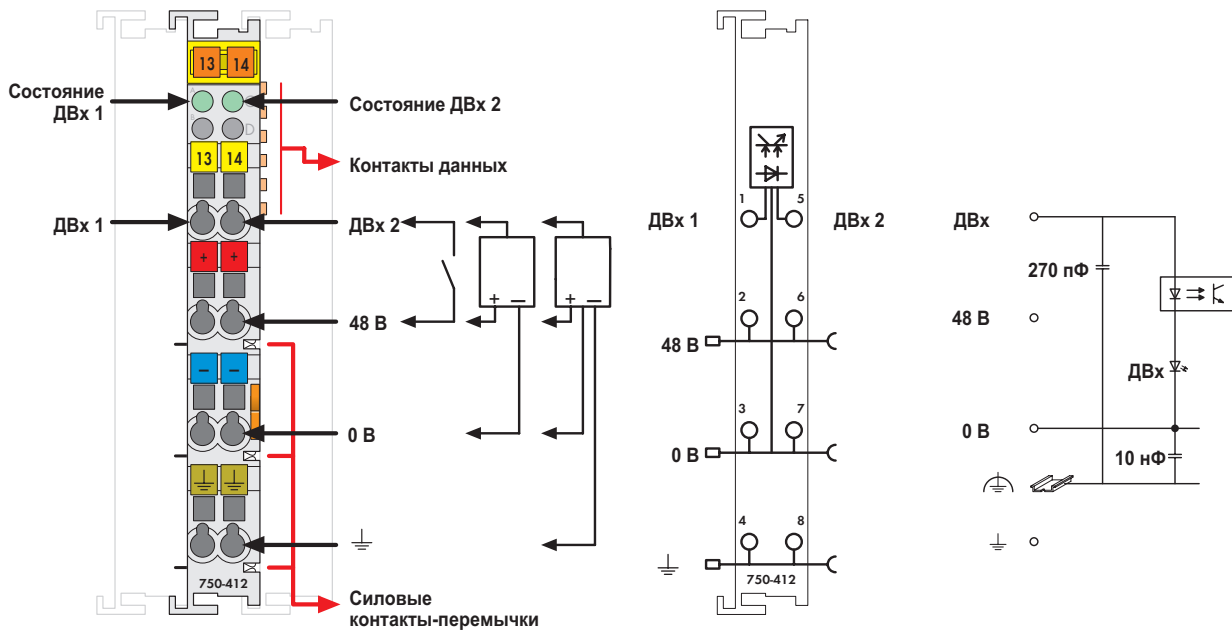 13 14
Состояние
ДВх 1
A C
Состояние ДВх 2
B D
13 14
Контакты данных
ДВх 1
ДВх 2
+ +
+ −
+ −
48 В
− −
0 В
750-412
Силовые
контакты-перемычки
1 5
ДВх 1
ДВх 2
2 6
48 В
3 7
0 В
4 8
750-412
ДВх
270 пФ
48 В
ДВх
0 В
10 нФ